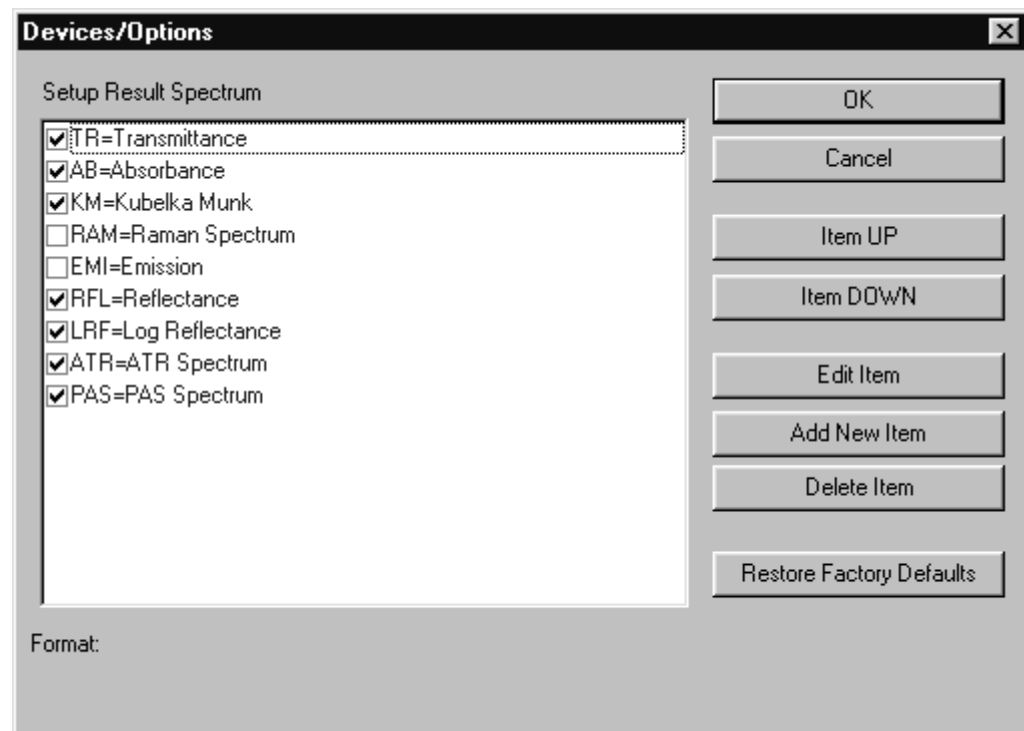 Devices/Options
Setup Result Spectrum
TR=Transmittance
AB=Absorbance
KM=Kubelka Munk
RAM=Raman Spectrum
EMI=Emission
RFL=Reflectance
LRF=Log Reflectance
ATR=ATR Spectrum
PAS=PAS Spectrum
OK
Cancel
Item UP
Item DOWN
Edit Item
Add New Item
Delete Item
Restore Factory Defaults
Format: